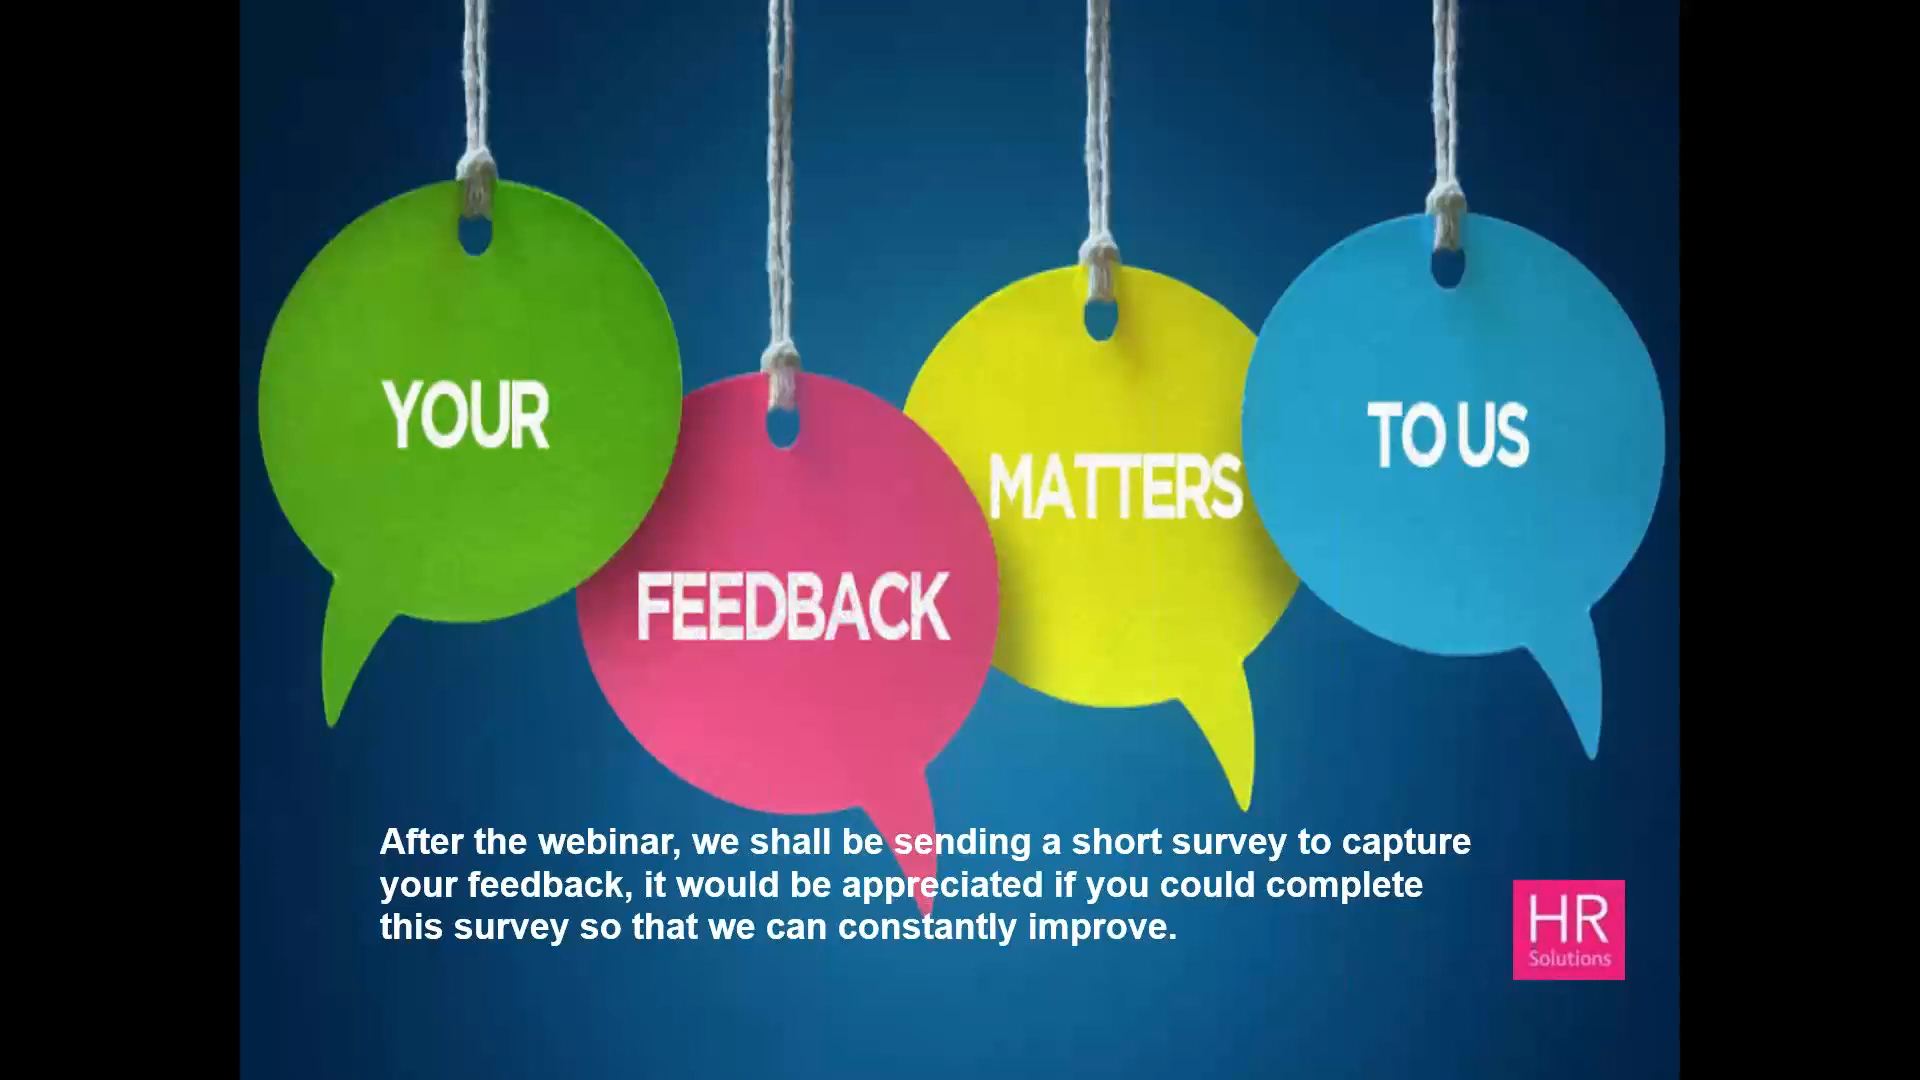 YOUR
FEEDBACK
MATTERS
TO US
After the webinar, we shall be sending a short survey to capture
your feedback, it would be appreciated if you could complete
this survey so that we can constantly improve.
HR
Solutions